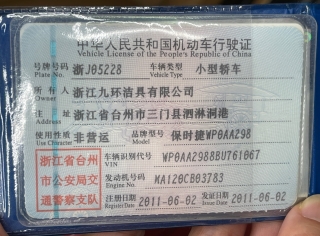 中华人民共和国机动车行驶证
Vehicle License of the People's Republic of China
号牌号码 浙J05228 车辆类型 小型轿车
Plate No. Vehicle Type
所有人 浙江九环洁具有限公司
Owner
住址 浙江省台州市三门县泗淋洞港
Address
使用性质 非营运 品牌型号 保时捷WP0AA298
Use Character Model
浙江省台州市公安局交通警察支队
车辆识别代号 WP0AA298BBU761067
VIN
发动机号码 MA120CB03783
Engine No.
注册日期 2011-06-02 发证日期 2011-06-02
Register Date Issue Date